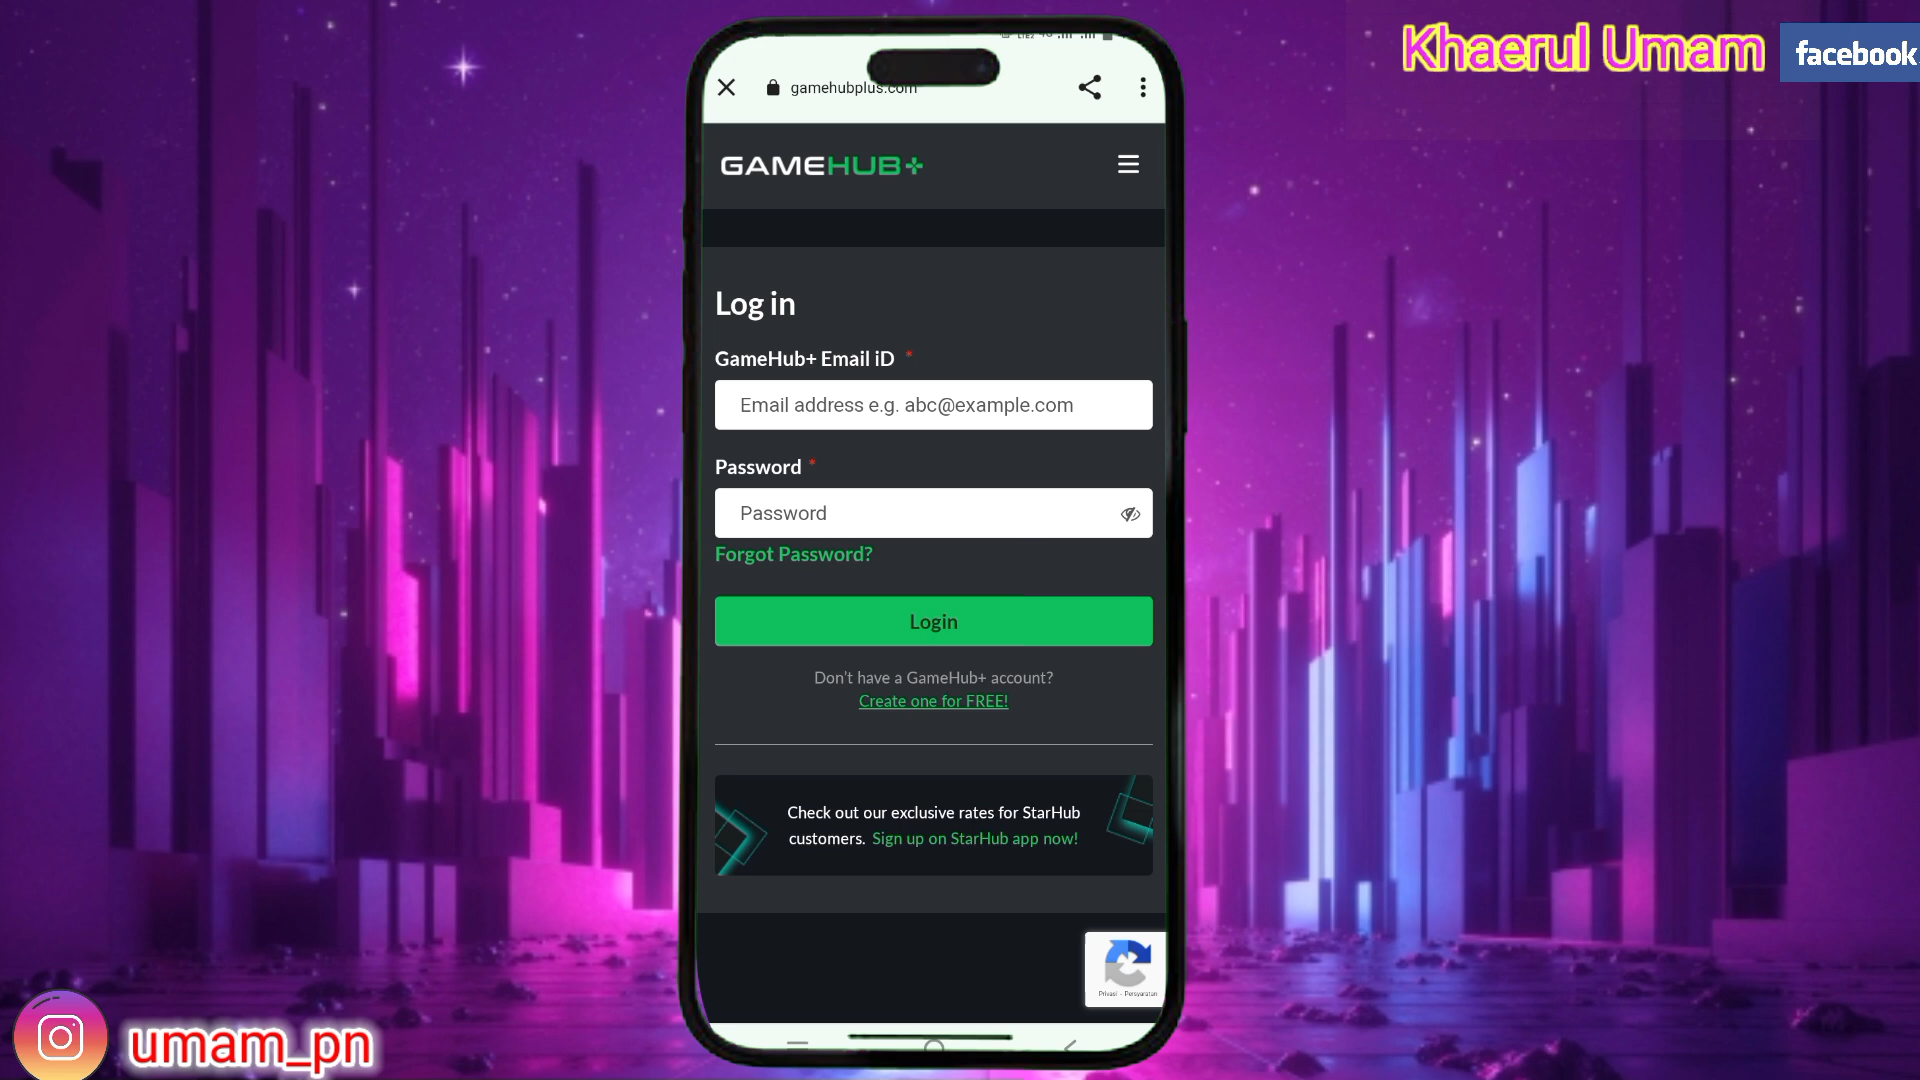 Khaerul Umam
facebook
gamehubplus.com
GAMEHUB+
Log in
GameHub+ Email iD *
Email address e.g. abc@example.com
Password *
Password
Forgot Password?
Login
Don't have a GameHub+ account?
Create one for FREE!
Check out our exclusive rates for StarHub
customers. Sign up on StarHub app now!
Privasi - Persyaratan
umam_pn